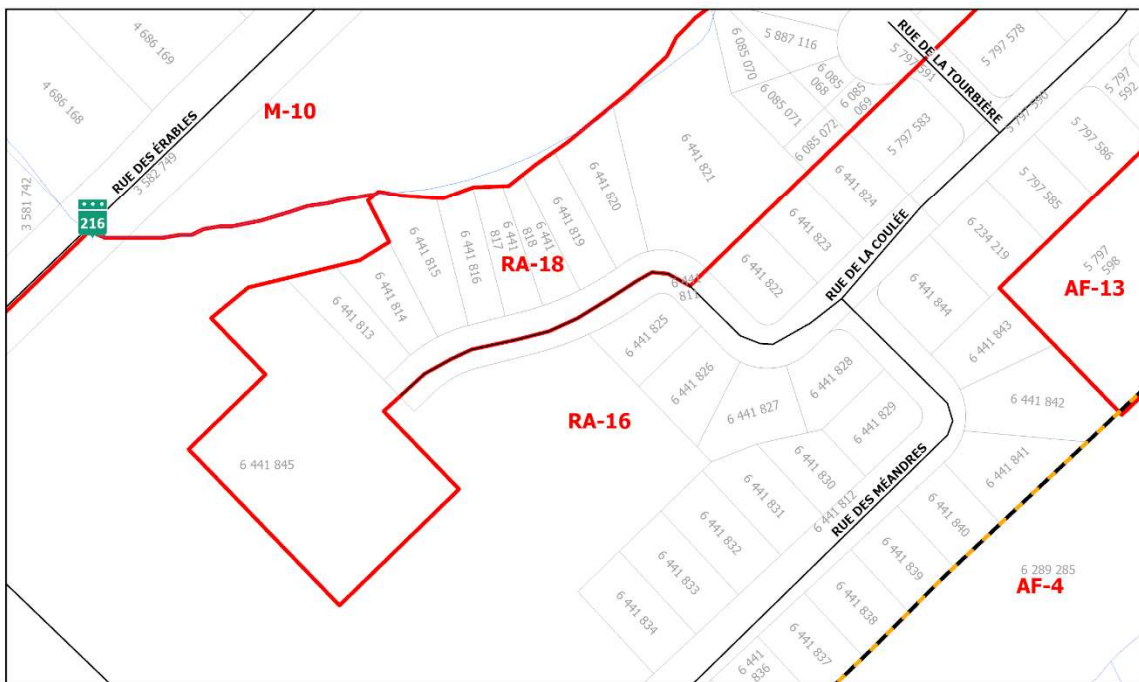 4 686 169
4 686 168
M-10
RUE DES ÉRABLES
3 582 749
3 581 742
216
6 085 070
5 887 116
6 085
068
6 085
069
6 085 071
6 085 072
5 797 591
RUE DE LA TOURBIÈRE
5 797 578
5 797 590
5 797
592
5 797 583
5 797 586
5 797 585
6 441 821
6 441 820
6 441 819
6 441
818
6 441
817
6 441 816
6 441 815
6 441 814
6 441 813
RA-18
6 441 824
6 441 823
6 441 822
RUE DE LA COULÉE
6 234 219
5 797
598
AF-13
6 441 844
6 441 843
6 441 842
6 441
811
6 441 825
6 441 826
6 441 827
6 441 828
6 441 829
RA-16
6 441 845
6 441 830
6 441 812
6 441 831
6 441 832
6 441 833
6 441 834
RUE DES MÉANDRES
6 441 841
6 441 840
6 441 839
6 441 838
6 441 837
6 441
836
6 289 285
AF-4